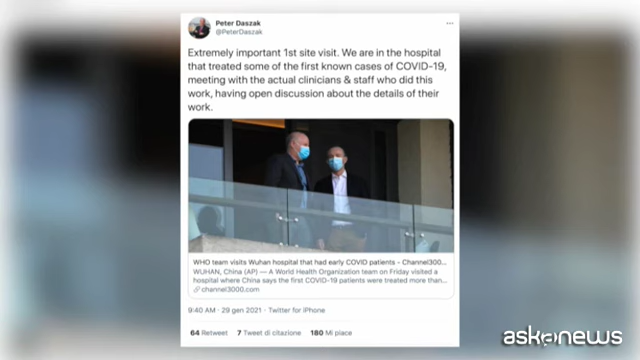 Peter Daszak
@PeterDaszak
Extremely important 1st site visit. We are in the hospital
that treated some of the first known cases of COVID-19,
meeting with the actual clinicians & staff who did this
work, having open discussion about the details of their
work.
WHO team visits Wuhan hospital that had early COVID patients - Channel300...
WUHAN, China (AP) — A World Health Organization team on Friday visited a
hospital where China says the first COVID-19 patients were treated more than...
channel3000.com
9:40 AM · 29 gen 2021 · Twitter for iPhone
64 Retweet 7 Tweet di citazione 180 Mi piace
askanews